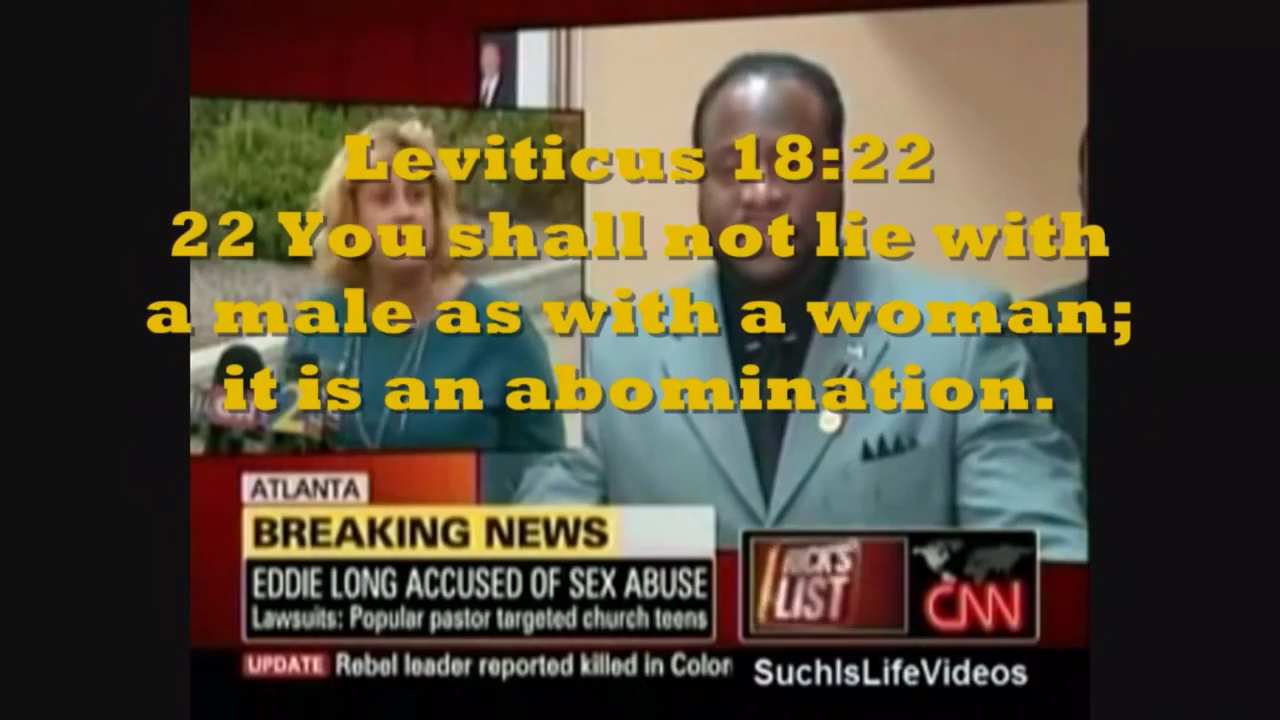 Leviticus 18:22
22 You shall not lie with
a male as with a woman;
it is an abomination.
ATLANTA
BREAKING NEWS
EDDIE LONG ACCUSED OF SEX ABUSE
Lawsuits: Popular pastor targeted church teens
RICK'S
LIST
CNN
UPDATE Rebel leader reported killed in Color
SuchIsLifeVideos